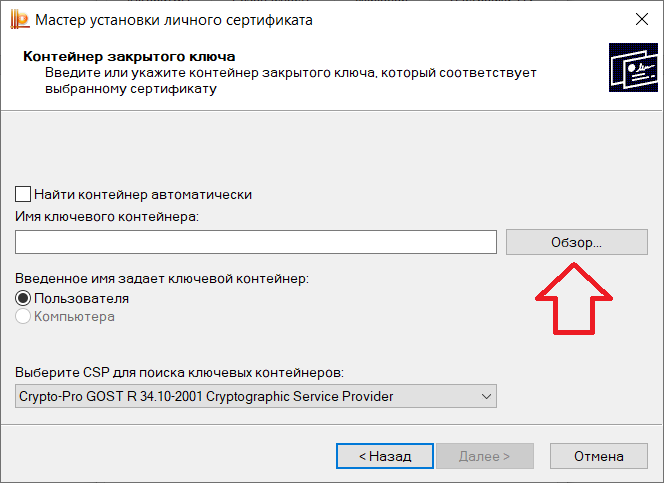 Мастер установки личного сертификата
Контейнер закрытого ключа
Введите или укажите контейнер закрытого ключа, который соответствует
выбранному сертификату
Найти контейнер автоматически
Имя ключевого контейнера:
Обзор...
Введенное имя задает ключевой контейнер:
Пользователя
Компьютера
Выберите CSP для поиска ключевых контейнеров:
Crypto-Pro GOST R 34.10-2001 Cryptographic Service Provider
< Назад
Далее >
Отмена